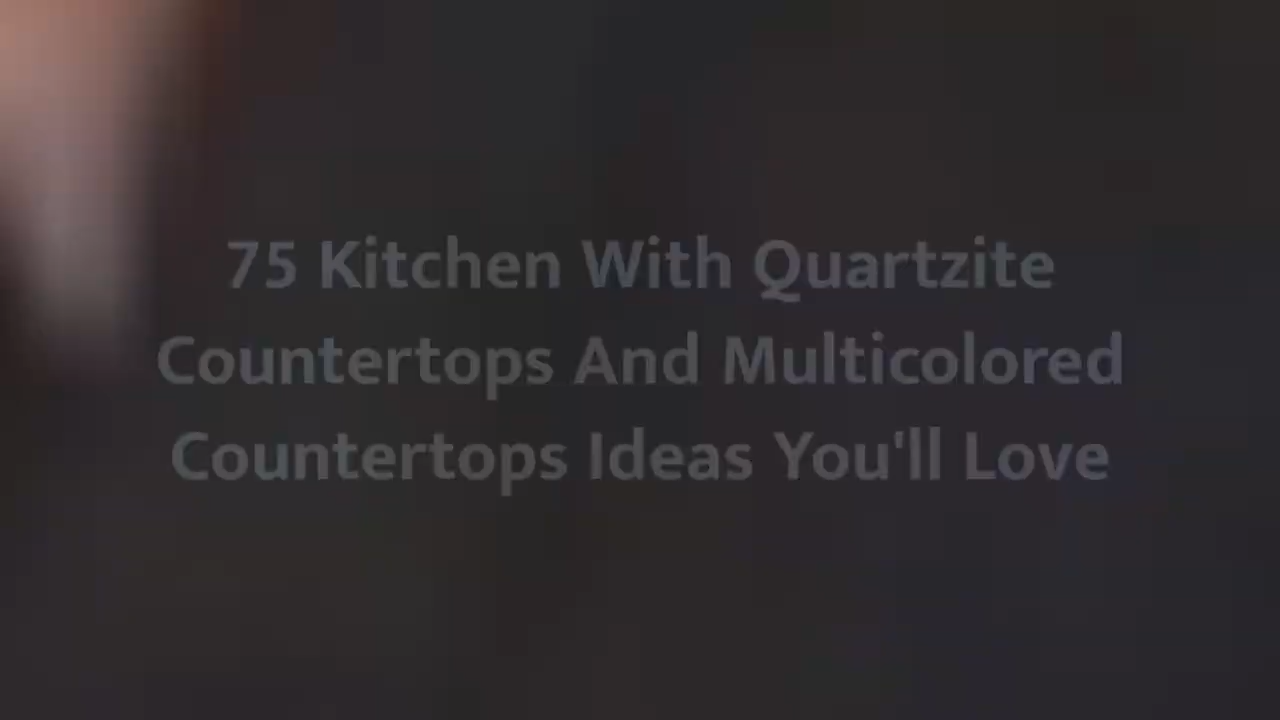 75 Kitchen With Quartzite
Countertops And Multicolored
Countertops Ideas You'll Love